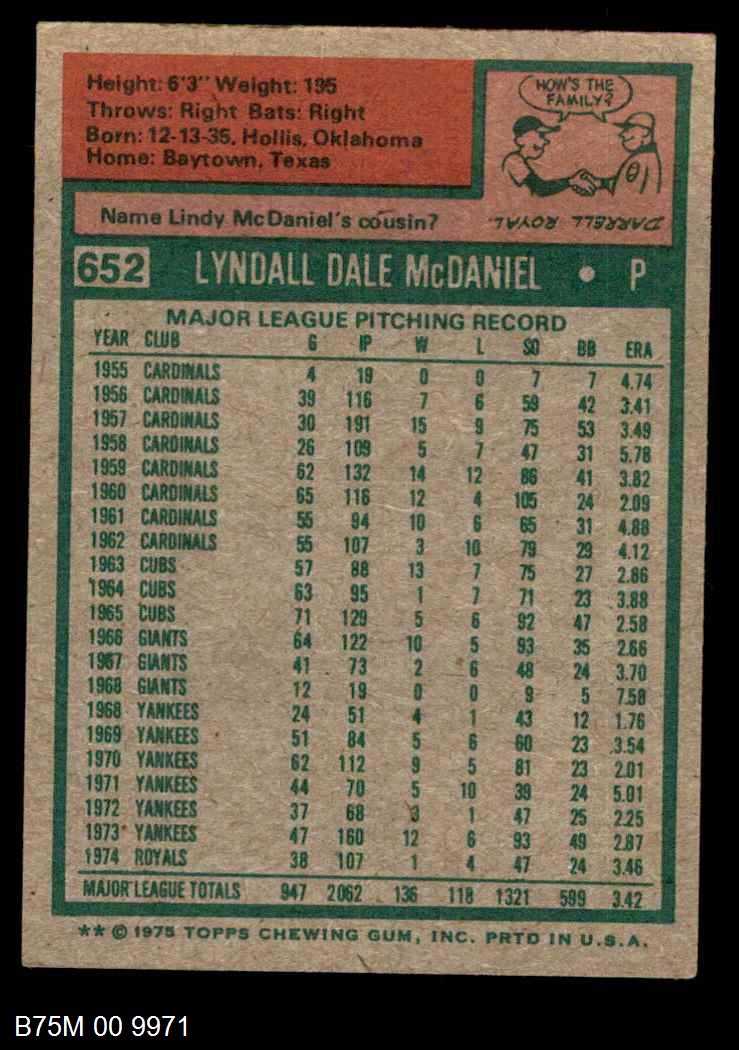 Height: 6'3" Weight: 195
Throws: Right Bats: Right
Born: 12-13-35, Hollis, Oklahoma
Home: Baytown, Texas
HOW'S THE
FAMILY?
Name Lindy McDaniel's cousin?
DARRELL ROYAL.
652 LYNDALL DALE McDANIEL • P
MAJOR LEAGUE PITCHING RECORD
YEAR CLUB G IP W L SO BB ERA
1955 CARDINALS 4 19 0 0 7 7 4.74
1956 CARDINALS 39 116 7 6 59 42 3.41
1957 CARDINALS 30 191 15 9 75 53 3.49
1958 CARDINALS 26 109 5 7 47 31 5.78
1959 CARDINALS 62 132 14 12 86 41 3.82
1960 CARDINALS 65 116 12 4 105 24 2.09
1961 CARDINALS 55 94 10 6 65 31 4.88
1962 CARDINALS 55 107 3 10 79 29 4.12
1963 CUBS 57 88 13 7 75 27 2.86
1964 CUBS 63 95 1 7 71 23 3.88
1965 CUBS 71 129 5 6 92 47 2.58
1966 GIANTS 64 122 10 5 93 35 2.66
1967 GIANTS 41 73 2 6 48 24 3.70
1968 GIANTS 12 19 0 0 9 5 7.58
1968 YANKEES 24 51 4 1 43 12 1.76
1969 YANKEES 51 84 5 6 60 23 3.54
1970 YANKEES 62 112 9 5 81 23 2.01
1971 YANKEES 44 70 5 10 39 24 5.01
1972 YANKEES 37 68 3 1 47 25 2.25
1973 YANKEES 47 160 12 6 93 49 2.87
1974 ROYALS 38 107 1 4 47 24 3.46
MAJOR LEAGUE TOTALS 947 2062 136 118 1321 599 3.42
** © 1975 TOPPS CHEWING GUM, INC. PRTD IN U.S.A.
B75M 00 9971